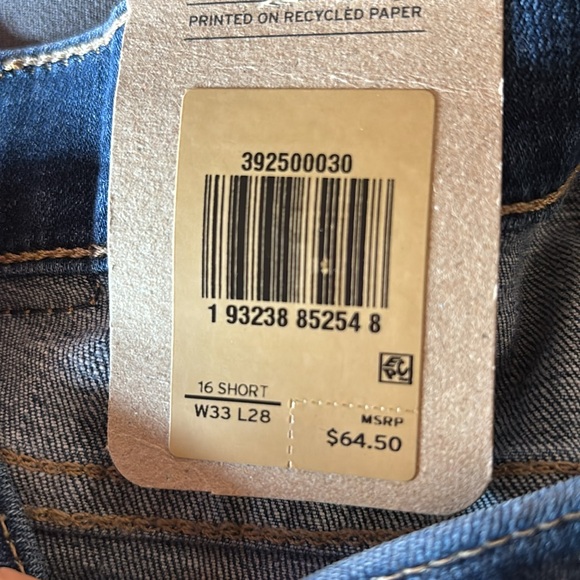 PRINTED ON RECYCLED PAPER
392500030
1 93238 85254 8
16 SHORT
W33 L28
MSRP
$64.50